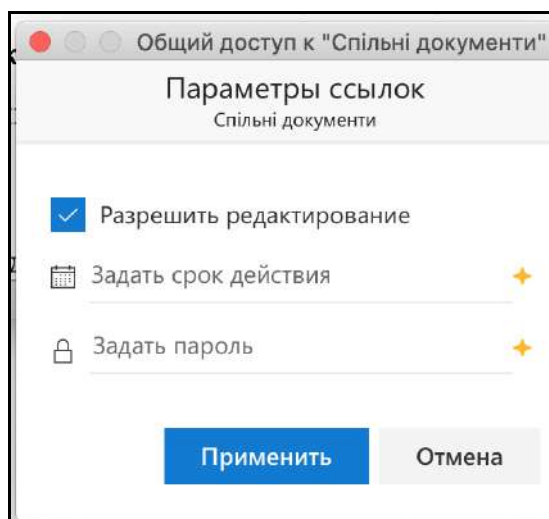 Общий доступ к "Спільні документи"
Параметры ссылок
Спільні документи
Разрешить редактирование
Задать срок действия
Задать пароль
Применить
Отмена